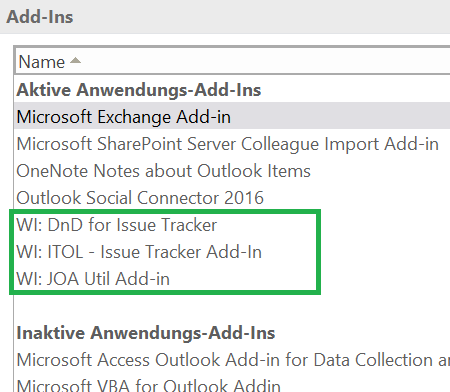 Add-Ins
Name
Aktive Anwendungs-Add-Ins
Microsoft Exchange Add-in
Microsoft SharePoint Server Colleague Import Add-in
OneNote Notes about Outlook Items
Outlook Social Connector 2016
WI: DnD for Issue Tracker
WI: ITOL - Issue Tracker Add-In
WI: JOA Util Add-in
Inaktive Anwendungs-Add-Ins
Microsoft Access Outlook Add-in for Data Collection an
Microsoft VBA for Outlook Addin